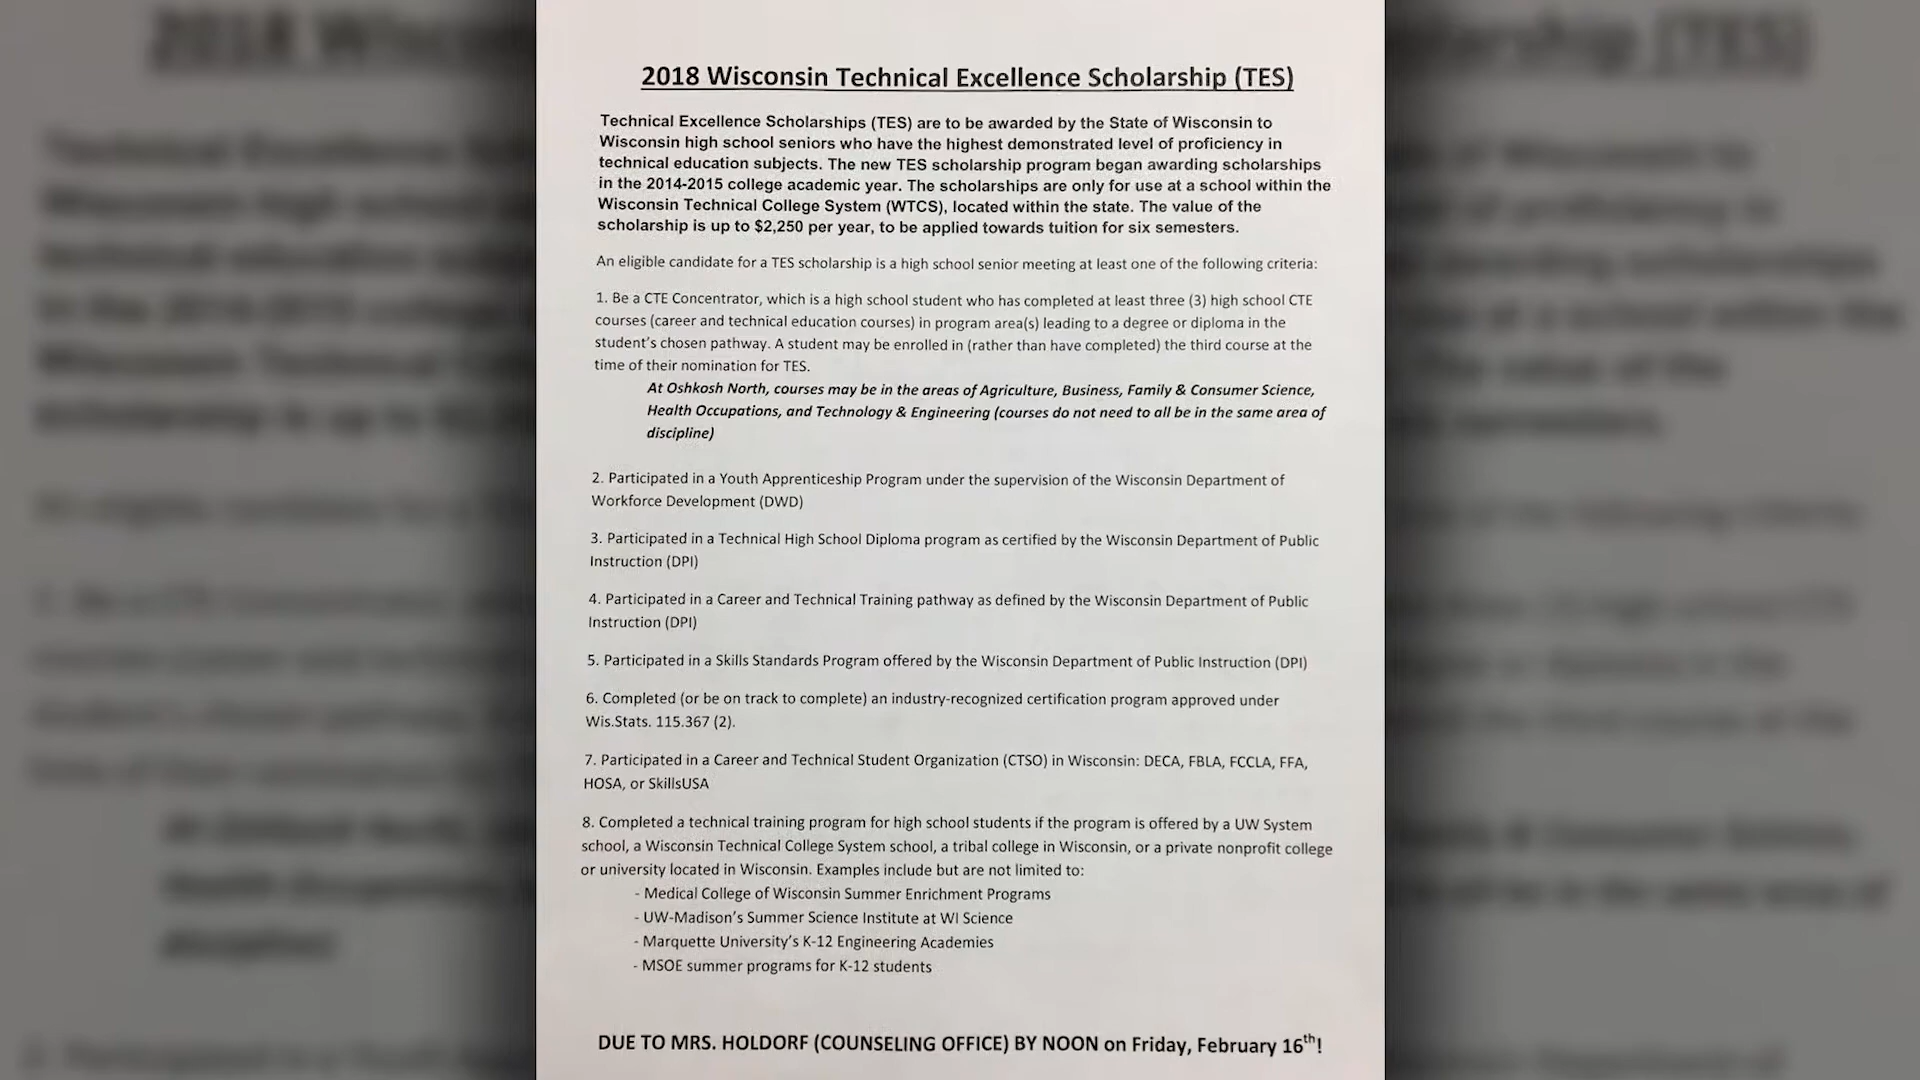 2018 Wisconsin Technical Excellence Scholarship (TES)
Technical Excellence Scholarships (TES) are to be awarded by the State of Wisconsin to
Wisconsin high school seniors who have the highest demonstrated level of proficiency in
technical education subjects. The new TES scholarship program began awarding scholarships
in the 2014-2015 college academic year. The scholarships are only for use at a school within the
Wisconsin Technical College System (WTCS), located within the state. The value of the
scholarship is up to $2,250 per year, to be applied towards tuition for six semesters.
An eligible candidate for a TES scholarship is a high school senior meeting at least one of the following criteria:
1. Be a CTE Concentrator, which is a high school student who has completed at least three (3) high school CTE
courses (career and technical education courses) in program area(s) leading to a degree or diploma in the
student's chosen pathway. A student may be enrolled in (rather than have completed) the third course at the
time of their nomination for TES.
At Oshkosh North, courses may be in the areas of Agriculture, Business, Family & Consumer Science,
Health Occupations, and Technology & Engineering (courses do not need to all be in the same area of
discipline)
2. Participated in a Youth Apprenticeship Program under the supervision of the Wisconsin Department of
Workforce Development (DWD)
3. Participated in a Technical High School Diploma program as certified by the Wisconsin Department of Public
Instruction (DPI)
4. Participated in a Career and Technical Training pathway as defined by the Wisconsin Department of Public
Instruction (DPI)
5. Participated in a Skills Standards Program offered by the Wisconsin Department of Public Instruction (DPI)
6. Completed (or be on track to complete) an industry-recognized certification program approved under
Wis.Stats. 115.367 (2).
7. Participated in a Career and Technical Student Organization (CTSO) in Wisconsin: DECA, FBLA, FCCLA, FFA,
HOSA, or SkillsUSA
8. Completed a technical training program for high school students if the program is offered by a UW System
school, a Wisconsin Technical College System school, a tribal college in Wisconsin, or a private nonprofit college
or university located in Wisconsin. Examples include but are not limited to:
- Medical College of Wisconsin Summer Enrichment Programs
- UW-Madison's Summer Science Institute at WI Science
- Marquette University's K-12 Engineering Academies
- MSOE summer programs for K-12 students
DUE TO MRS. HOLDORF (COUNSELING OFFICE) BY NOON on Friday, February 16th!